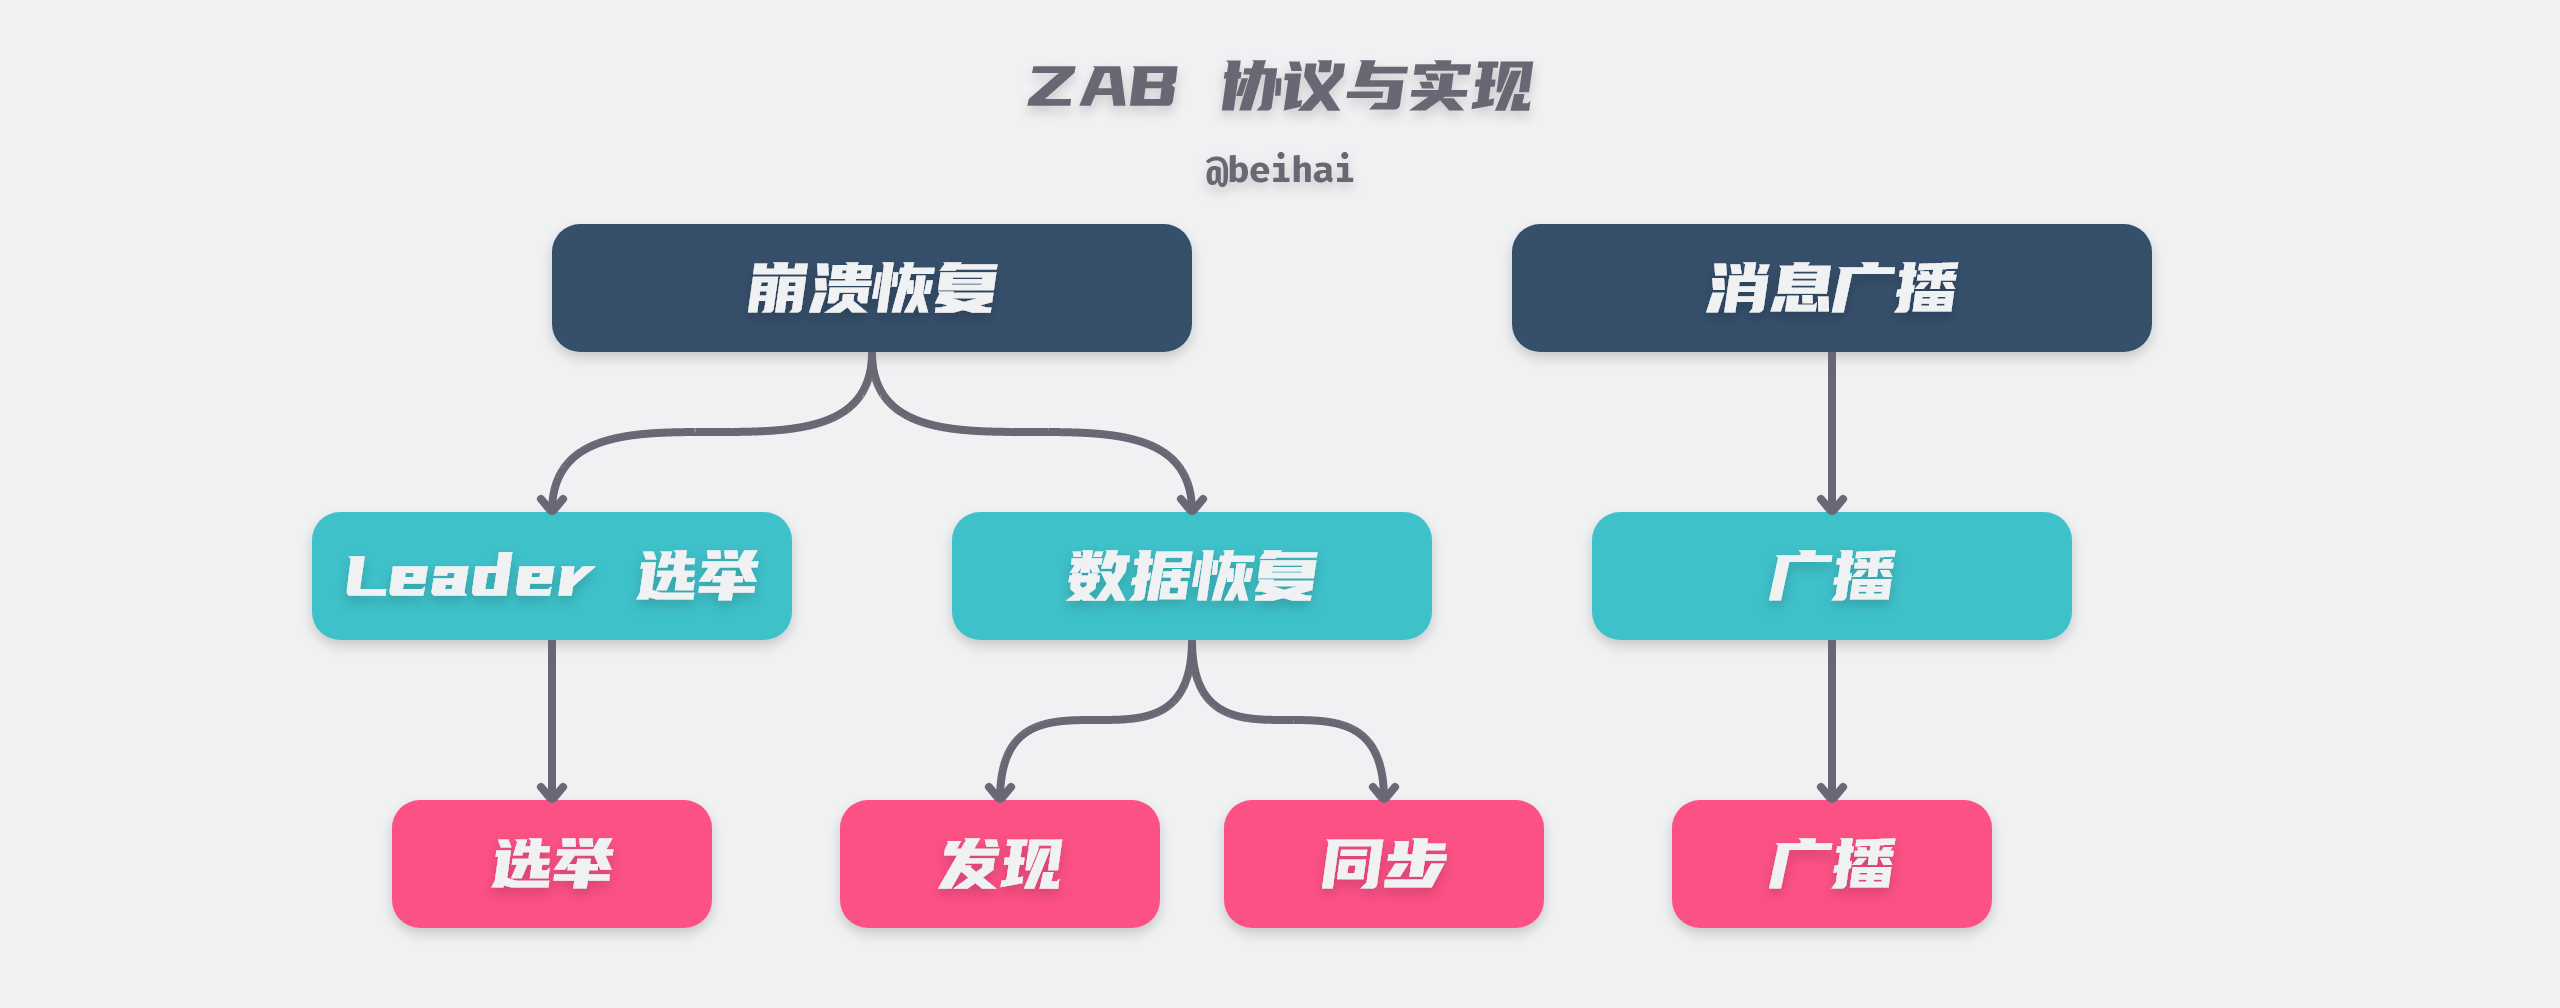 ZAB 协议与实现
@beihai
崩溃恢复
消息广播
Leader 选举
数据恢复
广播
选举
发现
同步
广播